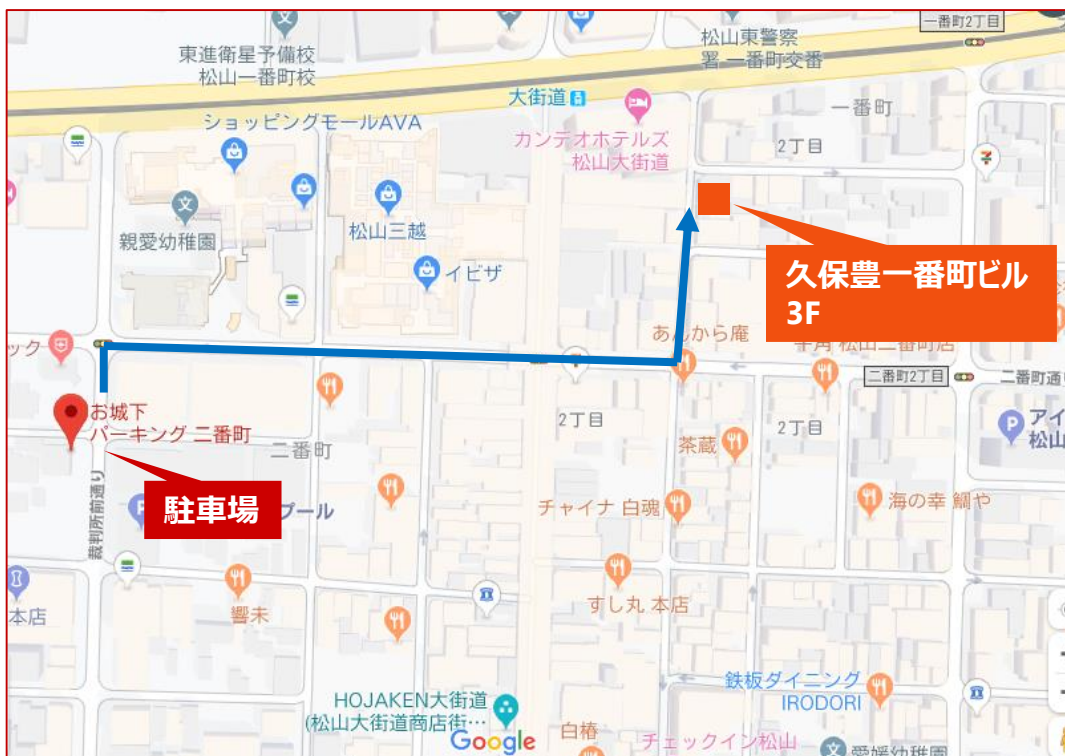 一番町2丁目
東進衛星予備校
松山一番町校
松山東警察
署 一番町交番
大街道
ショッピングモールAVA
カンデオホテルズ
松山大街道
一番町
2丁目
親愛幼稚園
松山三越
イビザ
久保豊一番町ビル
3F
ック
あんから庵
二番町2丁目
二番町通り
お城下
パーキング 二番町
二番町
2丁目
2丁目
アイ
松山
茶蔵
駐車場
プール
裁判所前通り
チャイナ 白魂
海の幸 鯛や
本店
響未
すし丸 本店
鉄板ダイニング
IRODORI
HOJAKEN大街道
(松山大街道商店街…
Google
白椿
チェックイン松山
愛媛幼稚園